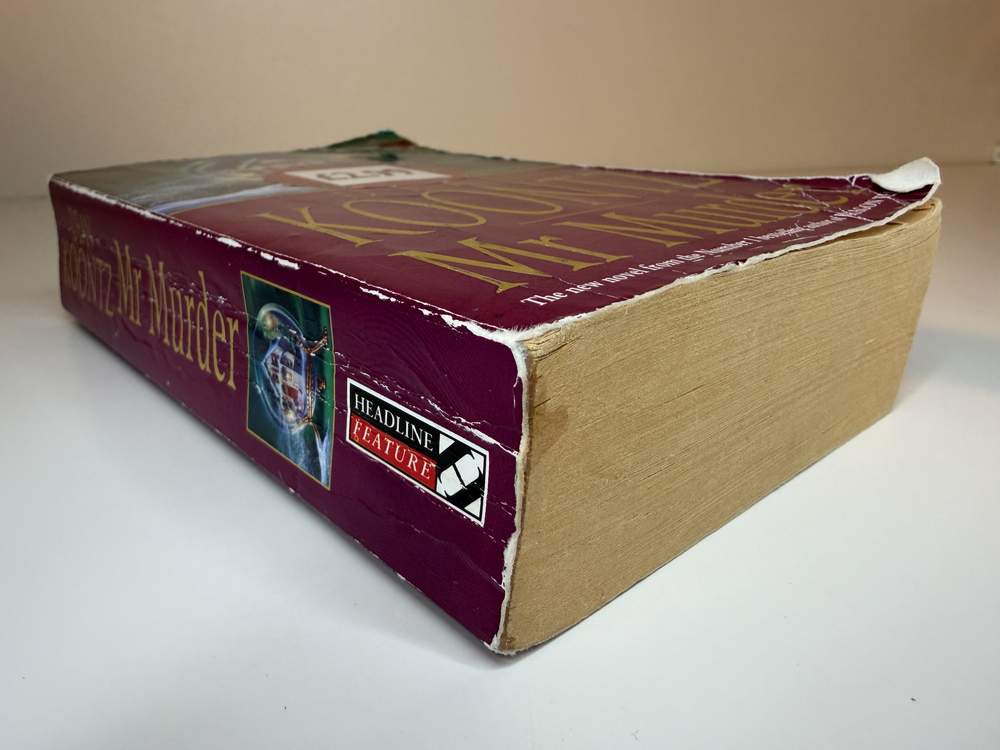 KOONTZ
Mr Murder
The new novel from the Number 1 bestselling author of
KOONTZ Mr Murder
HEADLINE
FEATURE